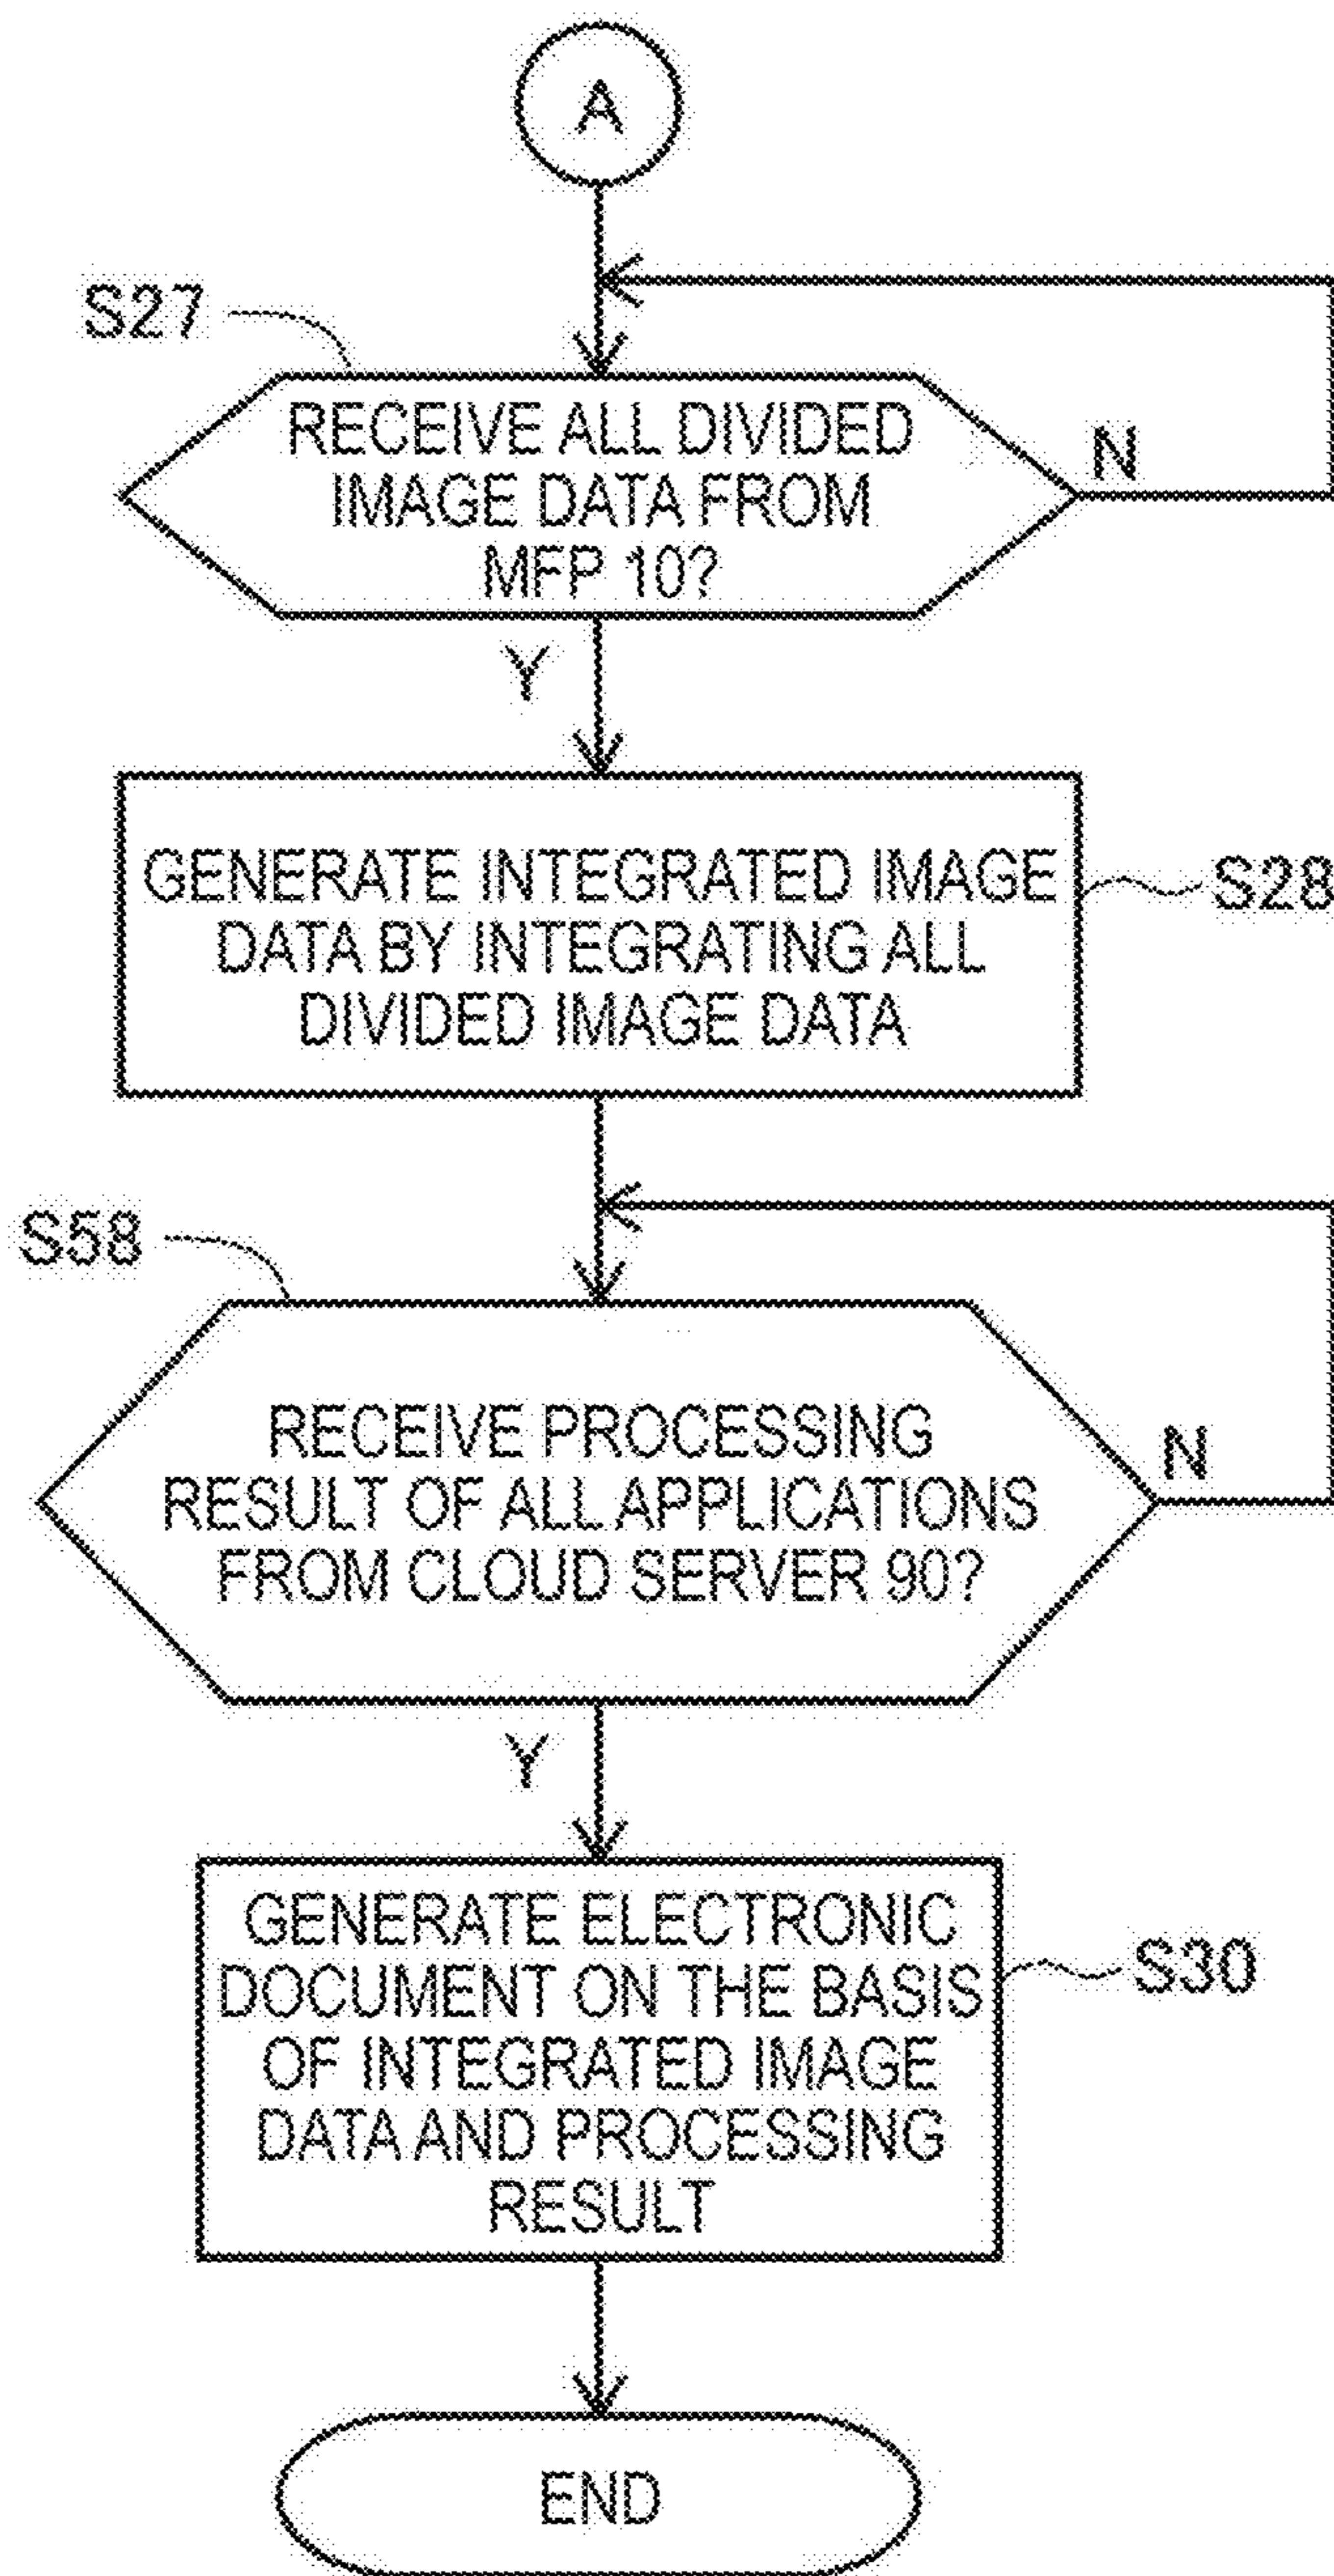 A
S27
RECEIVE ALL DIVIDED
IMAGE DATA FROM
MFP 10?
N
Y
GENERATE INTEGRATED IMAGE
DATA BY INTEGRATING ALL
DIVIDED IMAGE DATA
S28
S58
RECEIVE PROCESSING
RESULT OF ALL APPLICATIONS
FROM CLOUD SERVER 90?
N
Y
GENERATE ELECTRONIC
DOCUMENT ON THE BASIS
OF INTEGRATED IMAGE
DATA AND PROCESSING
RESULT
S30
END